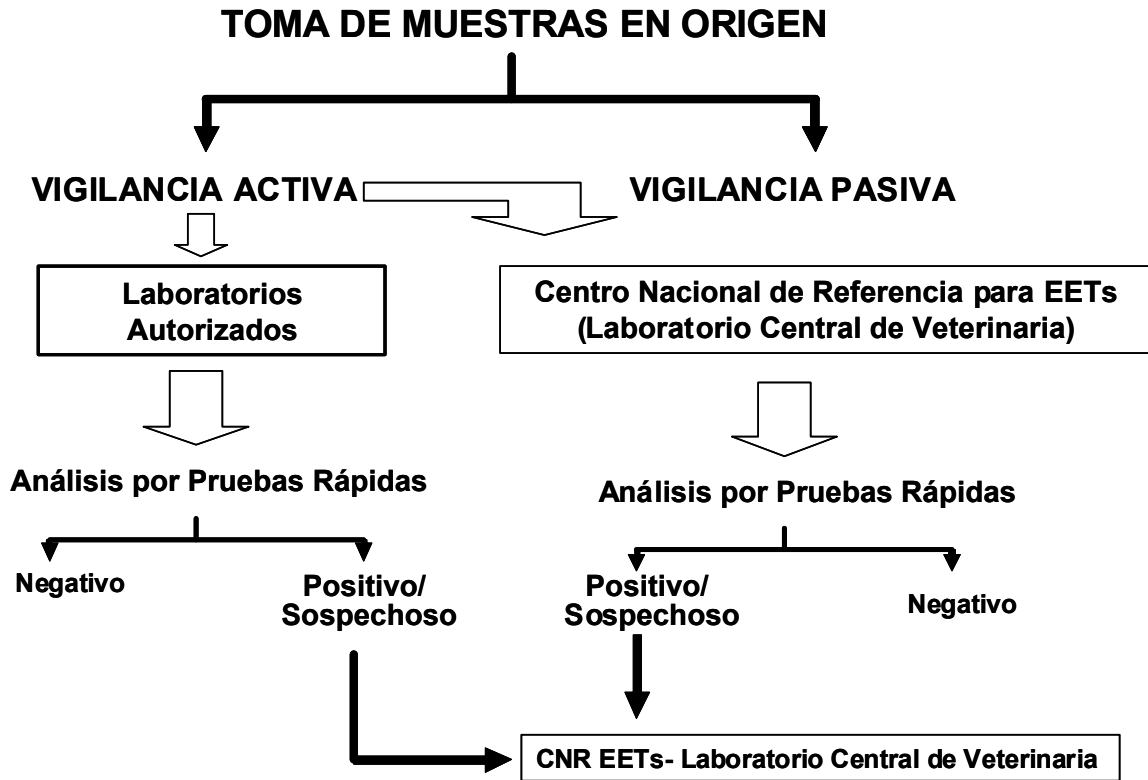 TOMA DE MUESTRAS EN ORIGEN
VIGILANCIA ACTIVA
VIGILANCIA PASIVA
Laboratorios
Autorizados
Centro Nacional de Referencia para EETs
(Laboratorio Central de Veterinaria)
Análisis por Pruebas Rápidas
Análisis por Pruebas Rápidas
Negativo
Positivo/
Sospechoso
Positivo/
Sospechoso
Negativo
CNR EETs- Laboratorio Central de Veterinaria